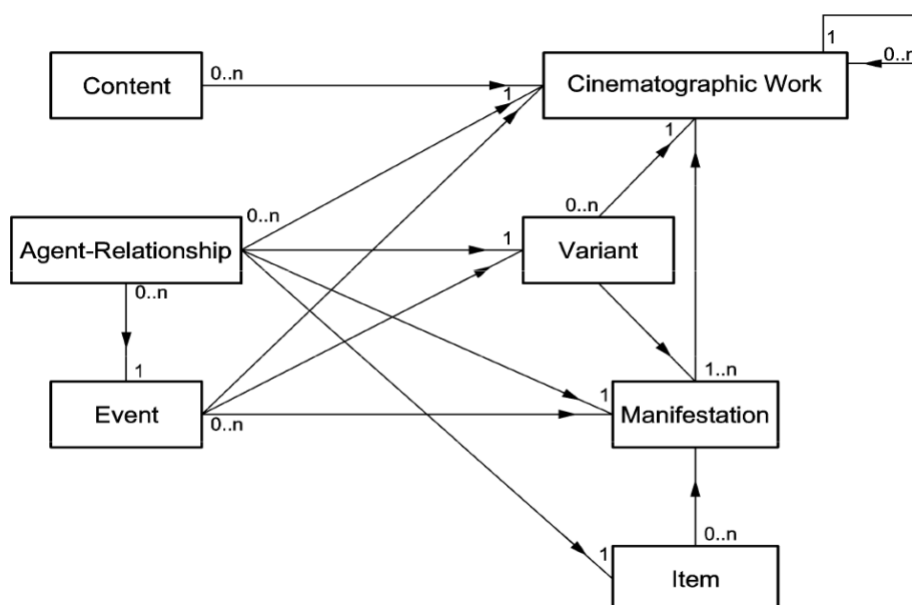 1
0..n
Content
0..n
1
Cinematographic Work
1
0..n
0..n
Agent-Relationship
1
Variant
0..n
1
1
1..n
Event
0..n
Manifestation
0..n
1
Item